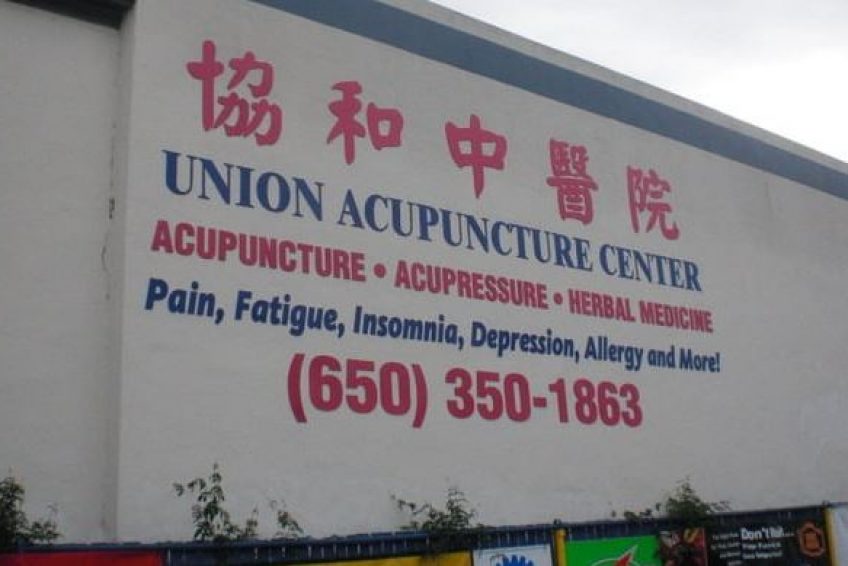 協和中醫院
UNION ACUPUNCTURE CENTER
ACUPUNCTURE • ACUPRESSURE • HERBAL MEDICINE
Pain, Fatigue, Insomnia, Depression, Allergy and More!
(650) 350-1863
Don't